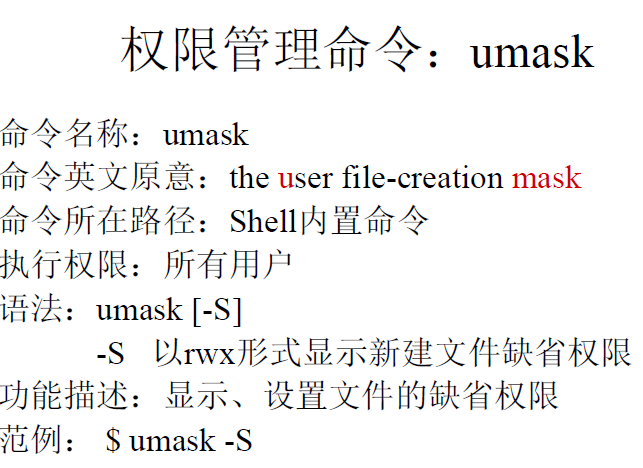 权限管理命令：umask
命令名称：umask
命令英文原意：the user file-creation mask
命令所在路径：Shell内置命令
执行权限：所有用户
语法：umask [-S]
-S 以rwx形式显示新建文件缺省权限
功能描述：显示、设置文件的缺省权限
范例： $ umask -S